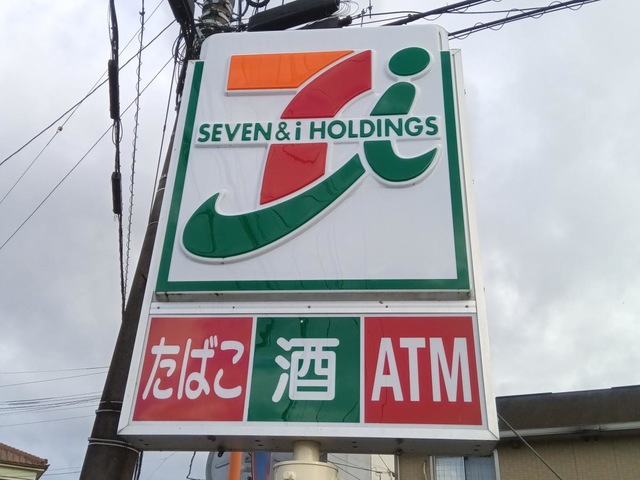 SEVEN & i HOLDINGS
たばこ 酒 ATM